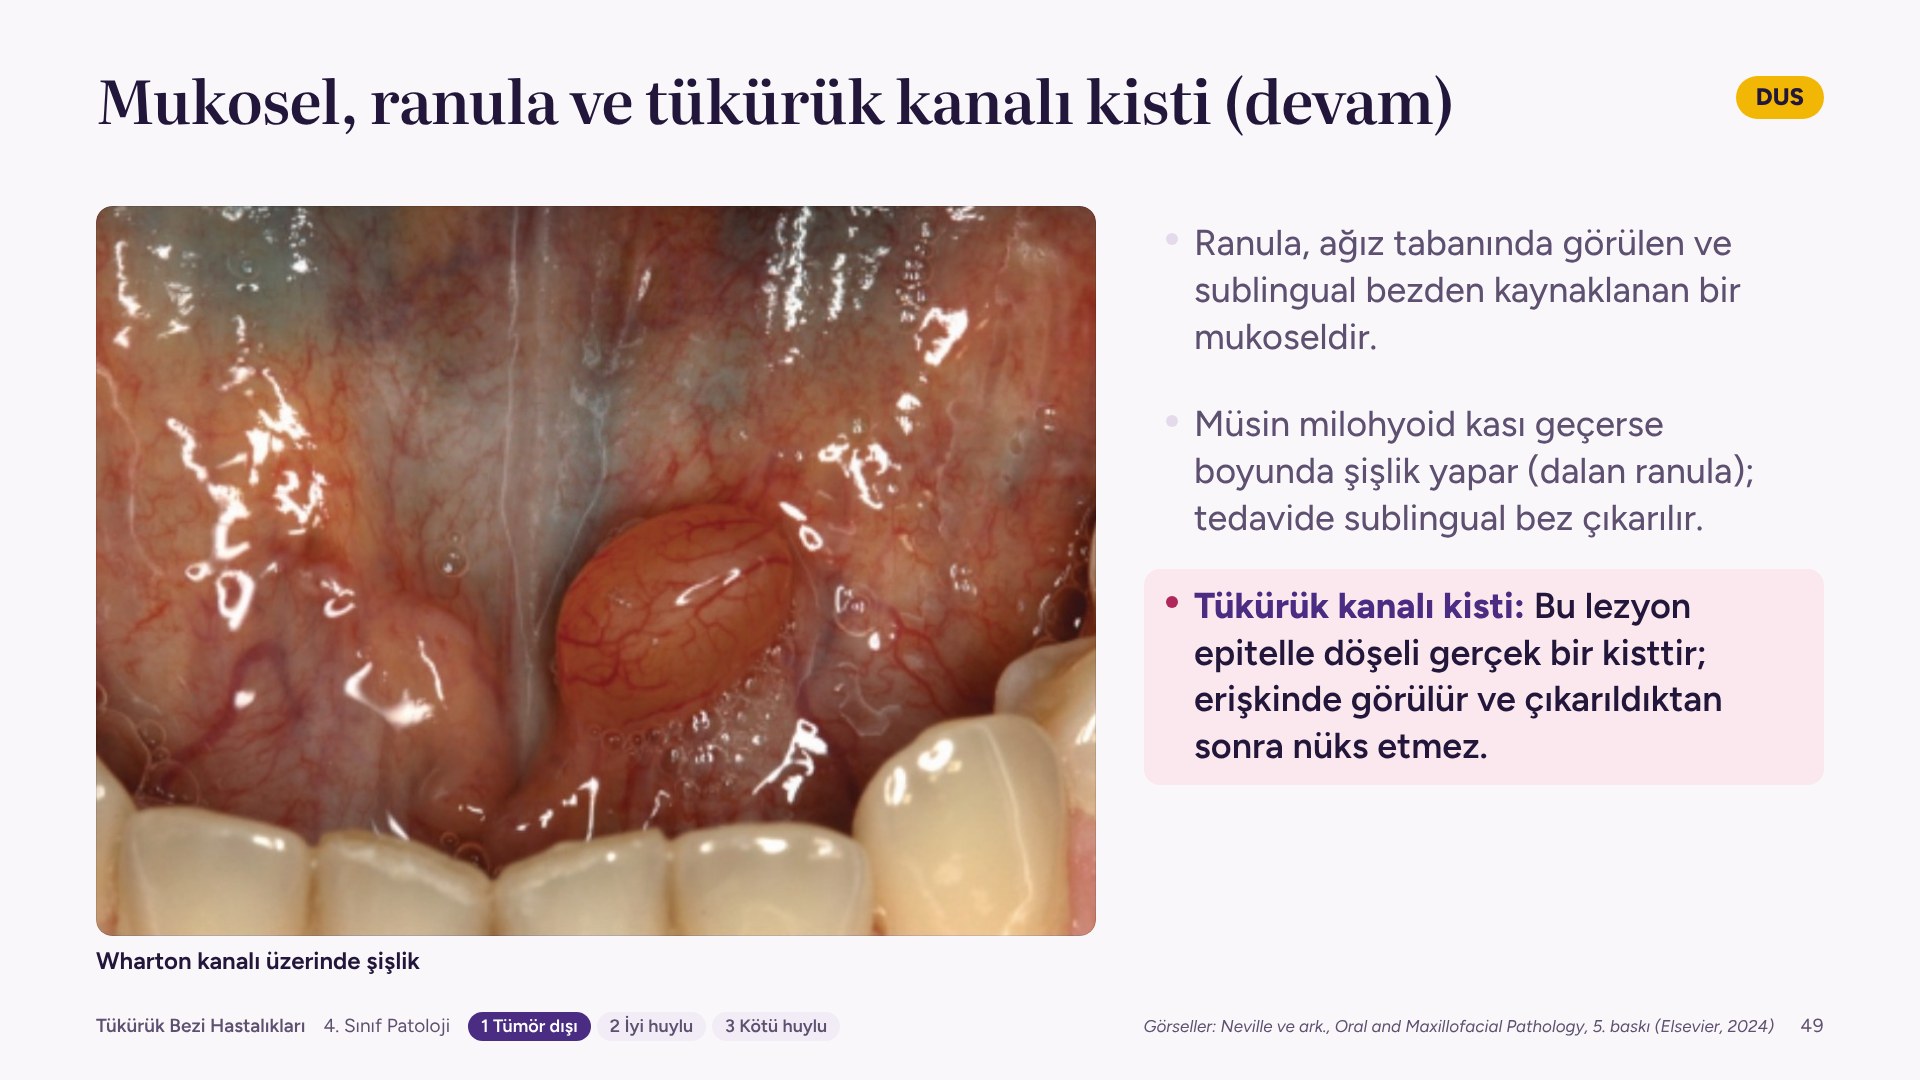 Mukosel, ranula ve tükürük kanalı kisti (devam)
DUS
Ranula, ağız tabanında görülen ve
sublingual bezden kaynaklanan bir
mukoseldir.
Müsin milohyoid kası geçerse
boyunda şişlik yapar (dalan ranula);
tedavide sublingual bez çıkarılır.
Tükürük kanalı kisti: Bu lezyon
epitelle döşeli gerçek bir kisttir;
erişkinde görülür ve çıkarıldıktan
sonra nüks etmez.
Wharton kanalı üzerinde şişlik
Tükürük Bezi Hastalıkları 4. Sınıf Patoloji 1 Tümör dışı 2 İyi huylu 3 Kötü huylu
Görseller: Neville ve ark., Oral and Maxillofacial Pathology, 5. baskı (Elsevier, 2024) 49